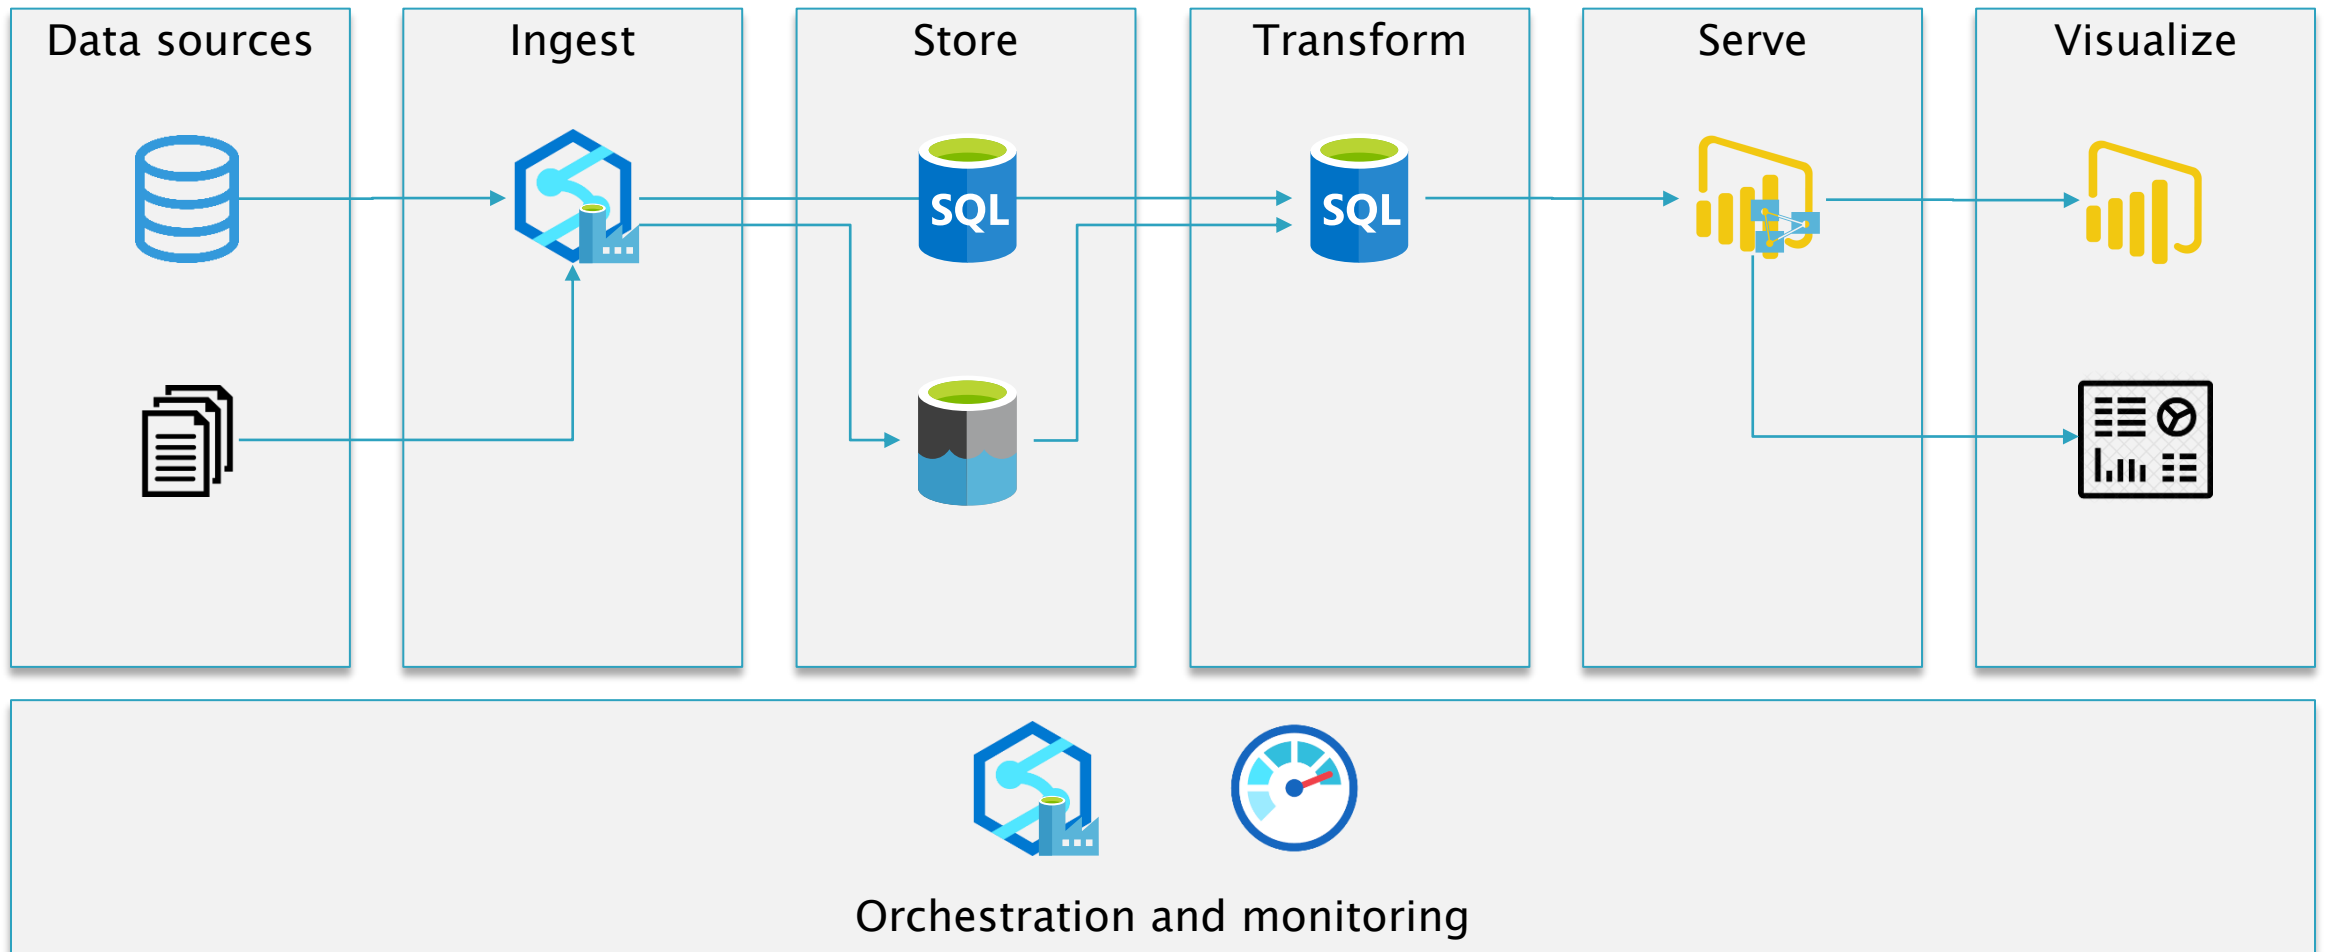 Data sources
Ingest
Store
Transform
Serve
Visualize
SQL
SQL
Orchestration and monitoring